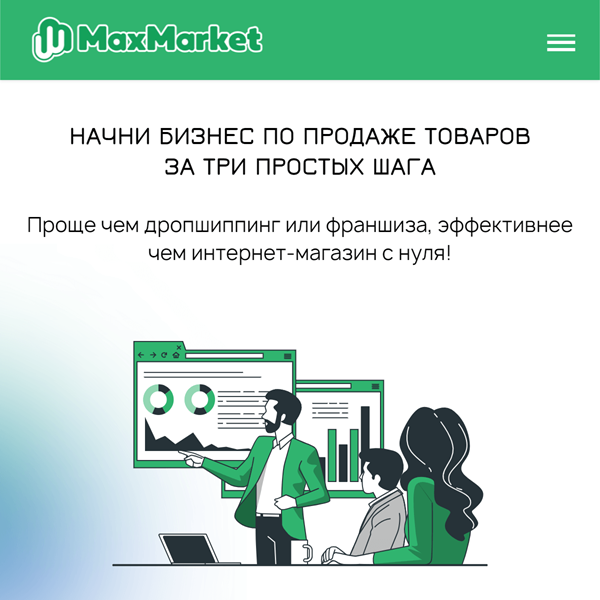 MaxMarket
НАЧНИ БИЗНЕС ПО ПРОДАЖЕ ТОВАРОВ
ЗА ТРИ ПРОСТЫХ ШАГА
Проще чем дропшиппинг или франшиза, эффективнее
чем интернет-магазин с нуля!